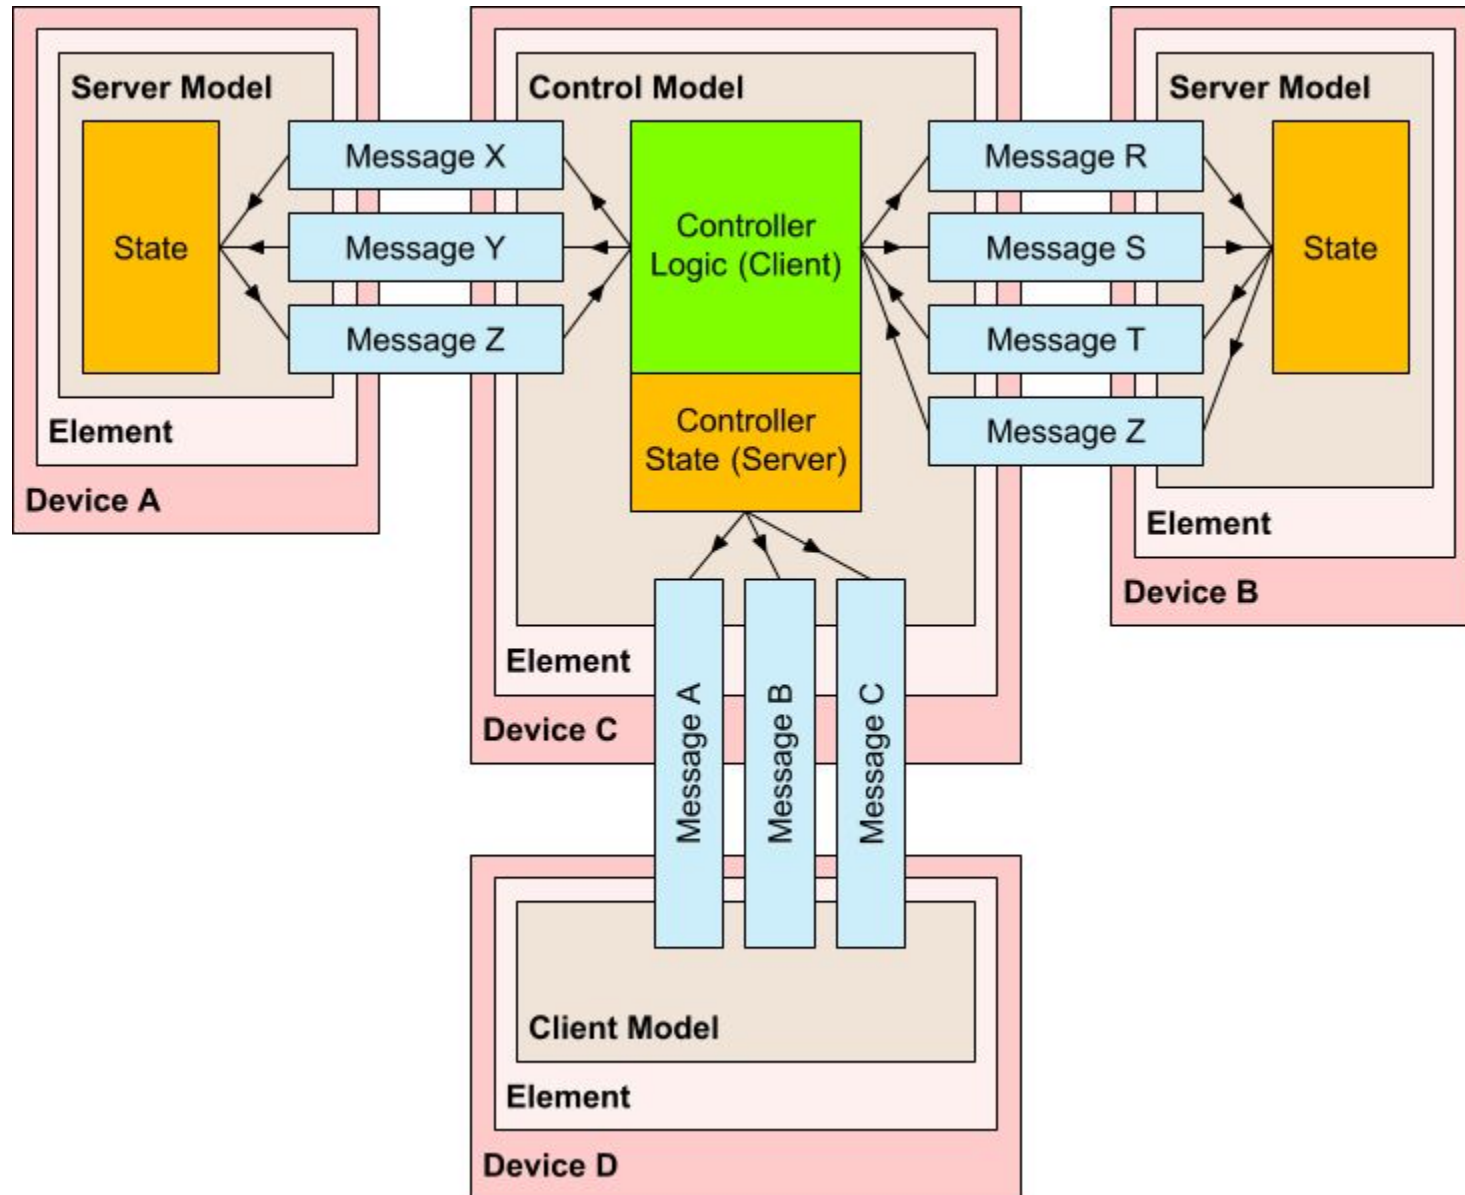 Server Model
State
Element
Device A
Message X
Message Y
Message Z
Control Model
Controller
Logic (Client)
Controller
State (Server)
Element
Device C
Message R
Message S
Message T
Message Z
Server Model
State
Element
Device B
Message A
Message B
Message C
Client Model
Element
Device D